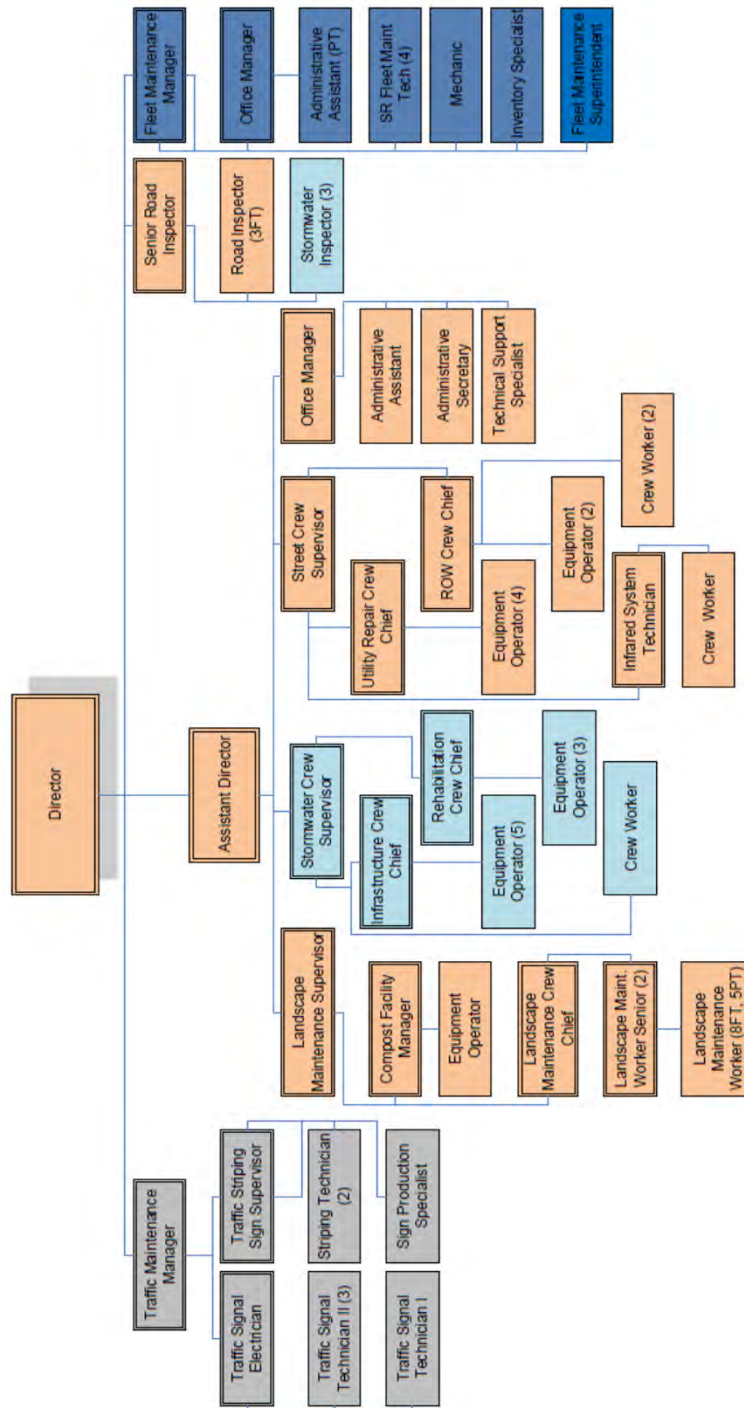 Director
Assistant Director
Traffic Maintenance
Manager
Traffic Signal
Electrician
Traffic Signal
Technician II (3)
Traffic Signal
Technician I
Traffic Striping
Sign Supervisor
Striping Technician
(2)
Sign Production
Specialist
Landscape
Maintenance Supervisor
Compost Facility
Manager
Equipment
Operator
Landscape
Maintenance Crew
Chief
Landscape Maint.
Worker Senior (2)
Landscape
Maintenance
Worker (8FT, 5PT)
Stormwater Crew
Supervisor
Infrastructure Crew
Chief
Equipment
Operator (5)
Rehabilitation
Crew Chief
Equipment
Operator (3)
Crew Worker
Street Crew
Supervisor
Utility Repair Crew
Chief
Equipment
Operator (4)
ROW Crew Chief
Equipment
Operator (2)
Crew Worker (2)
Infrared System
Technician
Crew Worker
Office Manager
Administrative
Assistant
Administrative
Secretary
Technical Support
Specialist
Senior Road
Inspector
Road Inspector
(3FT)
Stormwater
Inspector (3)
Fleet Maintenance
Manager
Office Manager
Administrative
Assistant (PT)
SR Fleet Maint
Tech (4)
Mechanic
Inventory Specialist
Fleet Maintenance
Superintendent